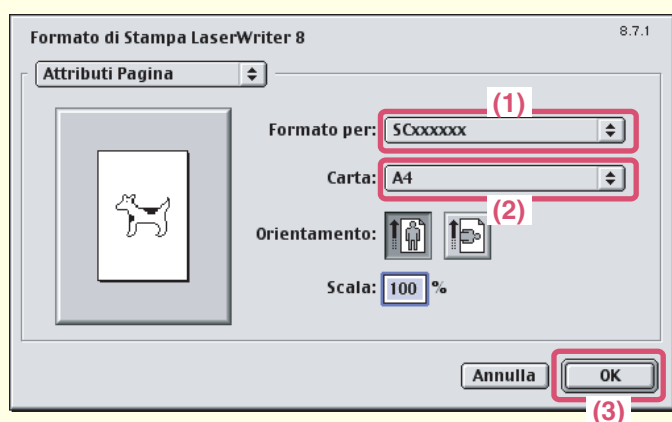 Formato di Stampa LaserWriter 8 8.7.1
Attributi Pagina
(1)
Formato per: SCxxxxxx
Carta: A4
(2)
Orientamento:
Scala: 100 %
Annulla OK
(3)